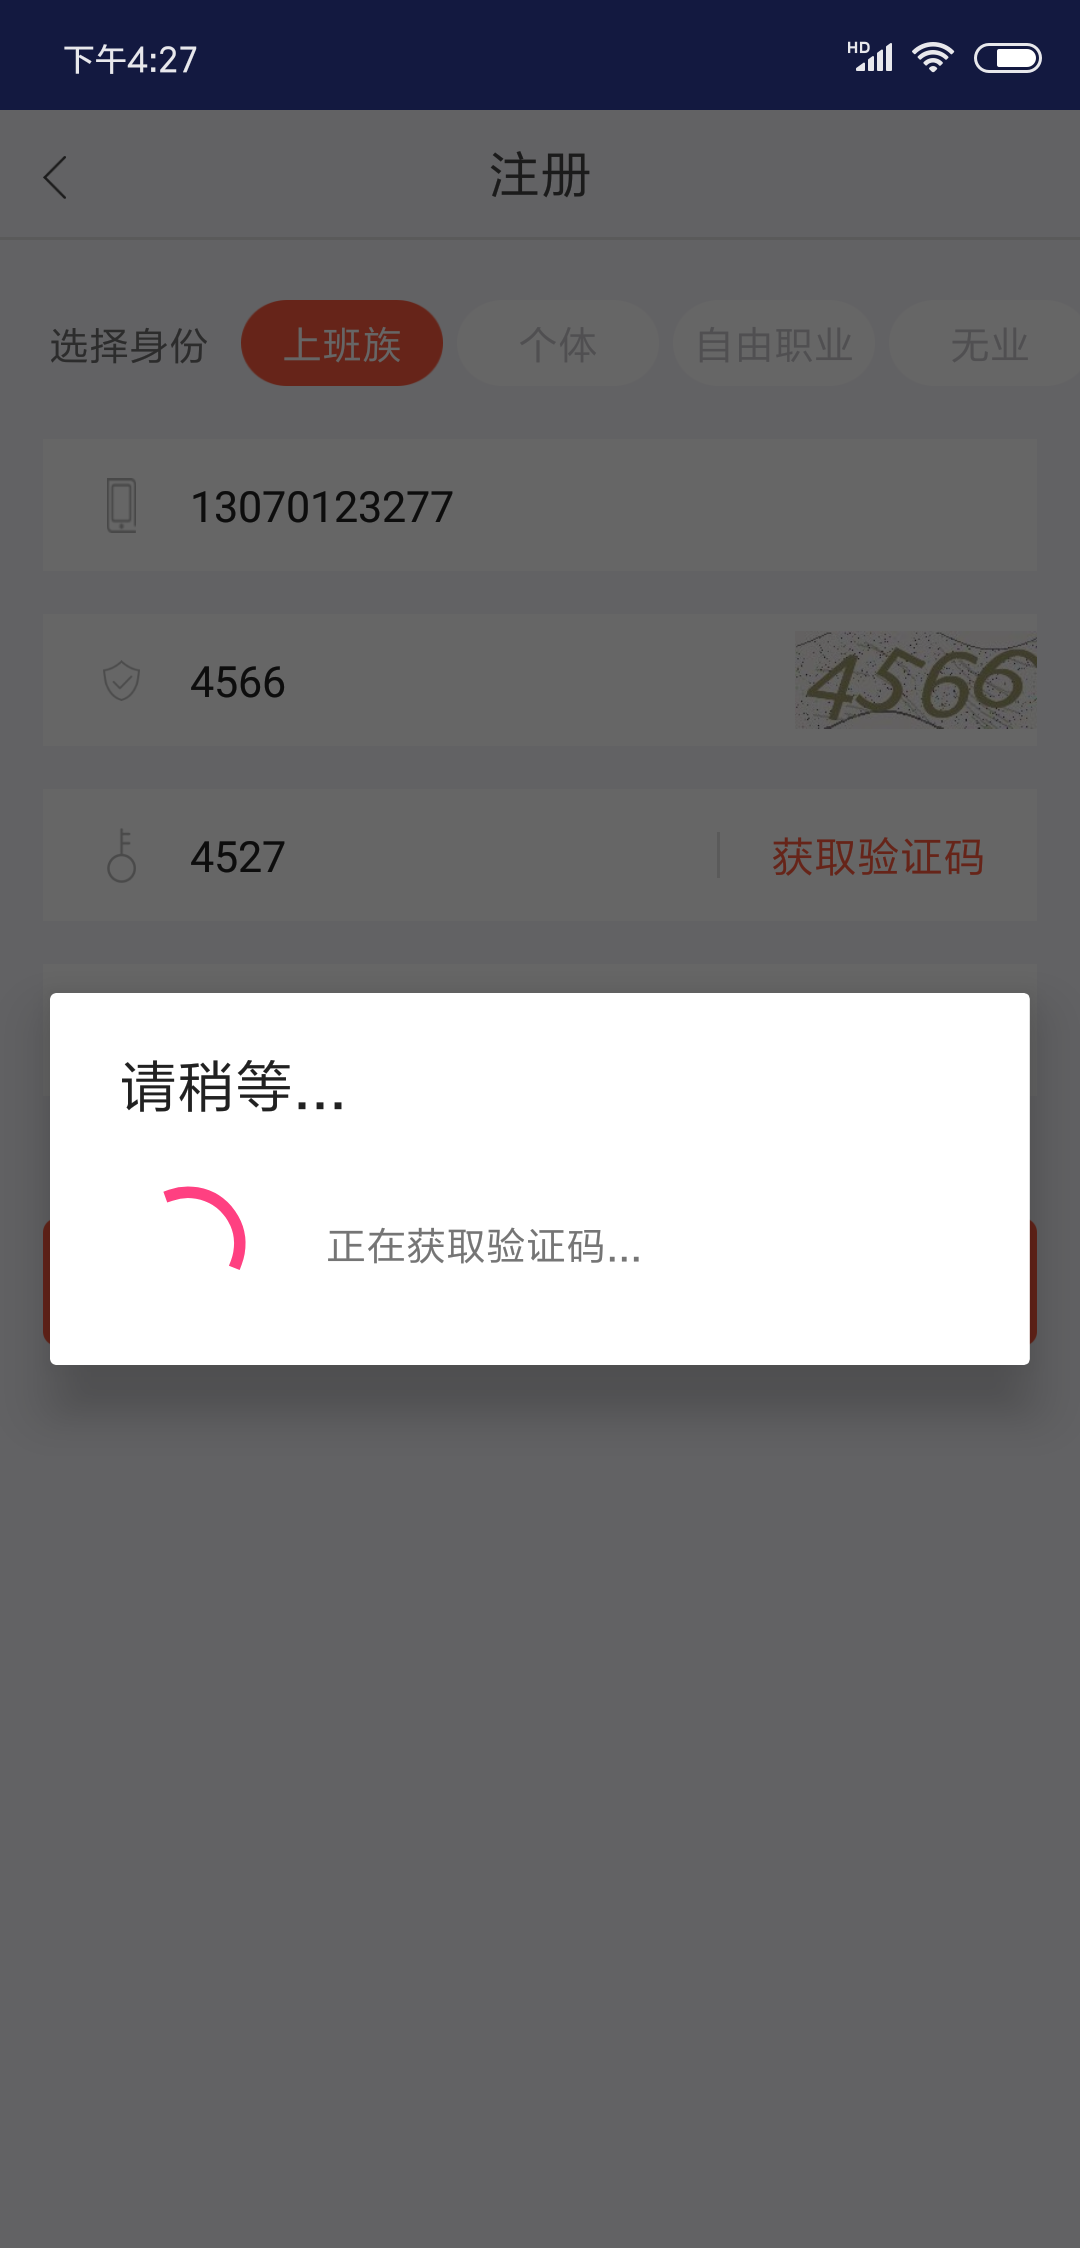 下午4:27
HD
注册
选择身份 上班族 个体 自由职业 无业
13070123277
4566 4566
4527 获取验证码
请稍等...
正在获取验证码...